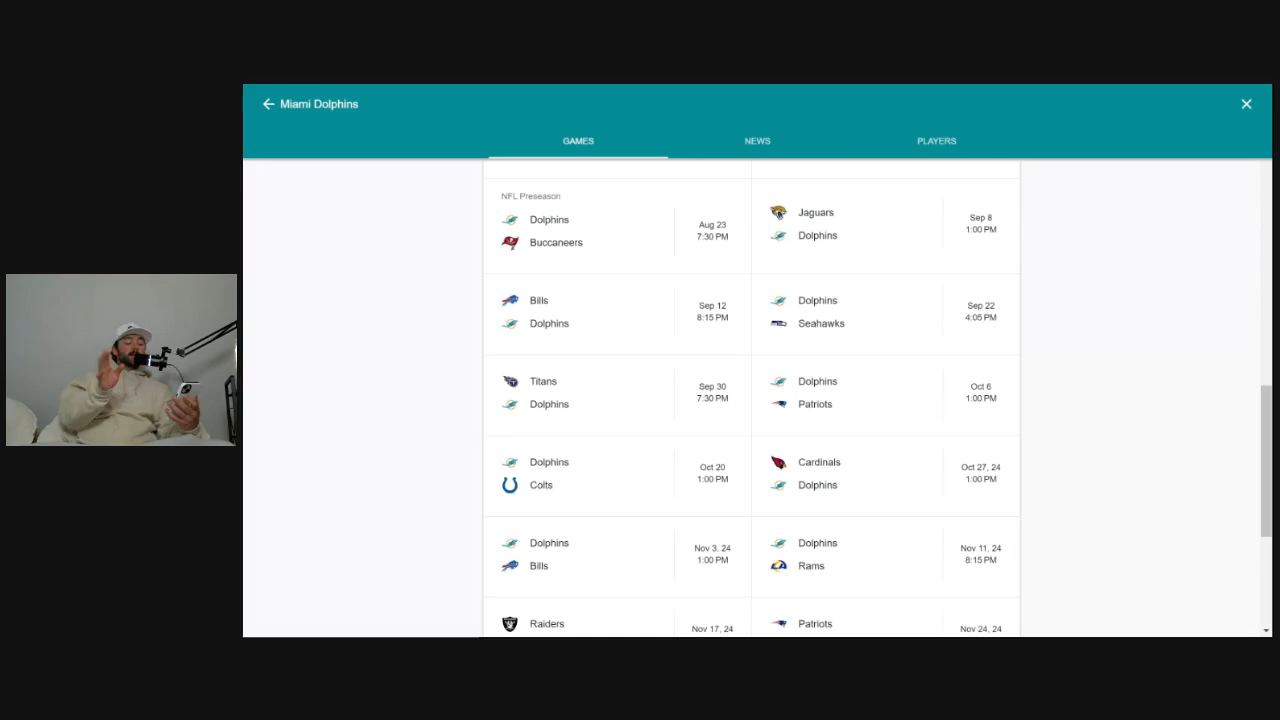 Miami Dolphins
GAMES
NEWS
PLAYERS
NFL Preseason
Dolphins
Buccaneers
Aug 23
7:30 PM
Jaguars
Dolphins
Sep 8
1:00 PM
Bills
Dolphins
Sep 12
8:15 PM
Dolphins
Seahawks
Sep 22
4:05 PM
Titans
Dolphins
Sep 30
7:30 PM
Dolphins
Patriots
Oct 6
1:00 PM
Dolphins
Colts
Oct 20
1:00 PM
Cardinals
Dolphins
Oct 27, 24
1:00 PM
Dolphins
Bills
Nov 3, 24
1:00 PM
Dolphins
Rams
Nov 11, 24
8:15 PM
Raiders
Nov 17, 24
Patriots
Nov 24, 24